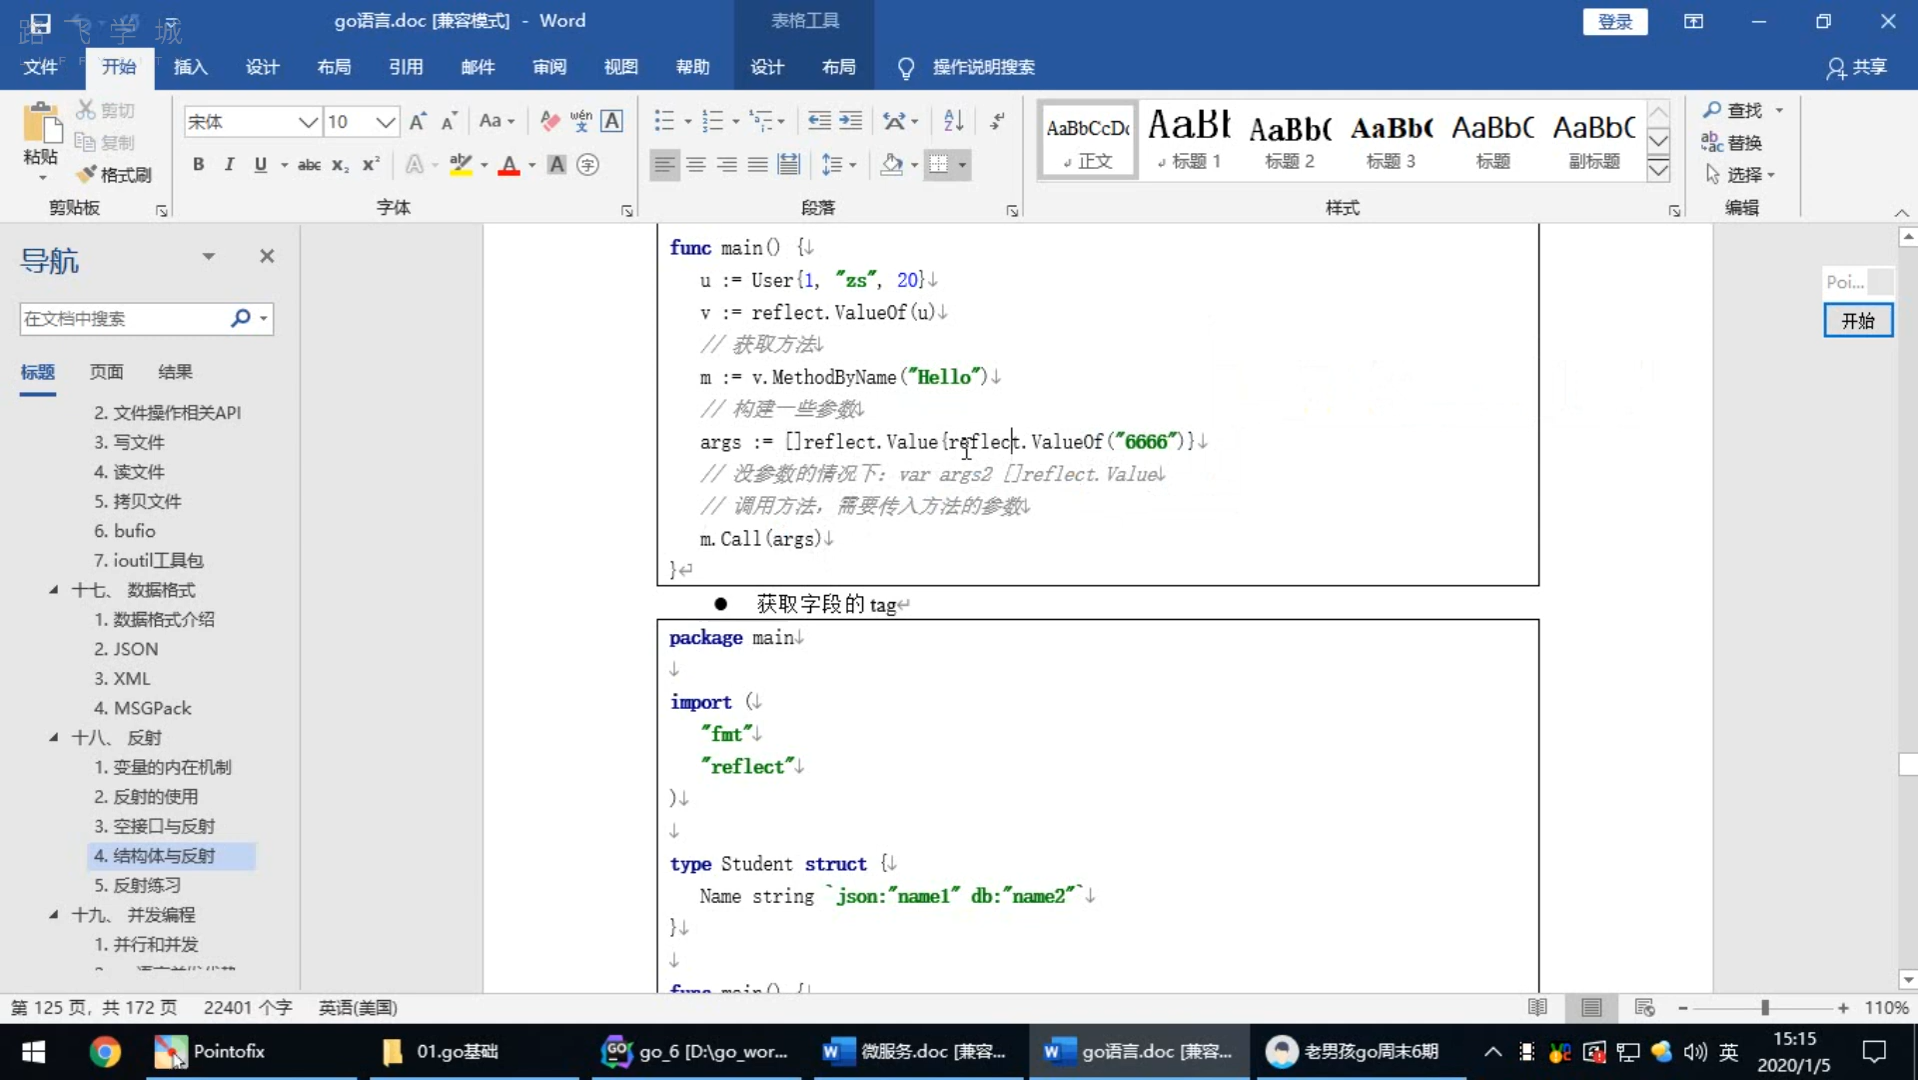 go语言.doc [兼容模式] - Word
表格工具
登录
路飞学城
文件
开始
插入
设计
布局
引用
邮件
审阅
视图
帮助
设计
布局
操作说明搜索
共享
粘贴
剪切
复制
格式刷
剪贴板
宋体
10
字体
段落
AaBbCcDc
正文
AaBb
标题 1
AaBb(
标题 2
AaBb(
标题 3
AaBbC
标题
AaBbC
副标题
样式
查找
替换
选择
编辑
导航
在文档中搜索
标题
页面
结果
2. 文件操作相关API
3. 写文件
4. 读文件
5. 拷贝文件
6. bufio
7. ioutil工具包
十七、 数据格式
1. 数据格式介绍
2. JSON
3. XML
4. MSGPack
十八、 反射
1. 变量的内在机制
2. 反射的使用
3. 空接口与反射
4. 结构体与反射
5. 反射练习
十九、 并发编程
1. 并行和并发
func main() {
u := User{1, "zs", 20}
v := reflect.ValueOf(u)
// 获取方法
m := v.MethodByName("Hello")
// 构建一些参数
args := []reflect.Value{reflect.ValueOf("6666")}
// 没参数的情况下: var args2 []reflect.Value
// 调用方法，需要传入方法的参数
m.Call(args)
}
● 获取字段的 tag
package main
import (
"fmt"
"reflect"
)
type Student struct {
Name string `json:"name1" db:"name2"`
}
func main() {
Poi...
开始
第 125 页，共 172 页
22401 个字
英语(美国)
110%
Pointofix
01.go基础
go_6 [D:\go_wor...
微服务.doc [兼容...
go语言.doc [兼容...
老男孩go周末6期
英
15:15
2020/1/5